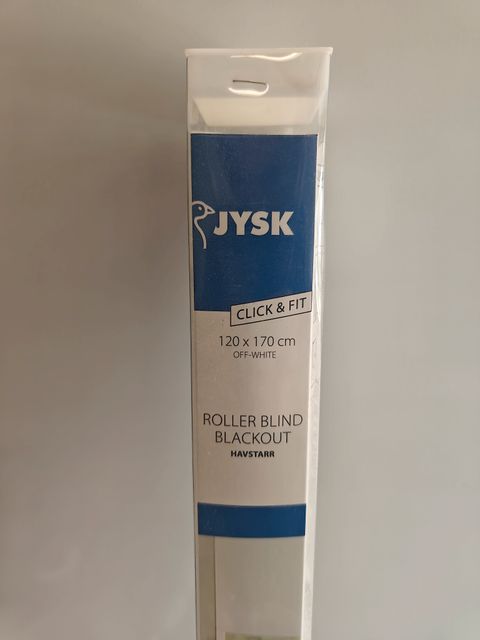 JYSK
CLICK & FIT
120 x 170 cm
OFF-WHITE
ROLLER BLIND
BLACKOUT
HAVSTARR